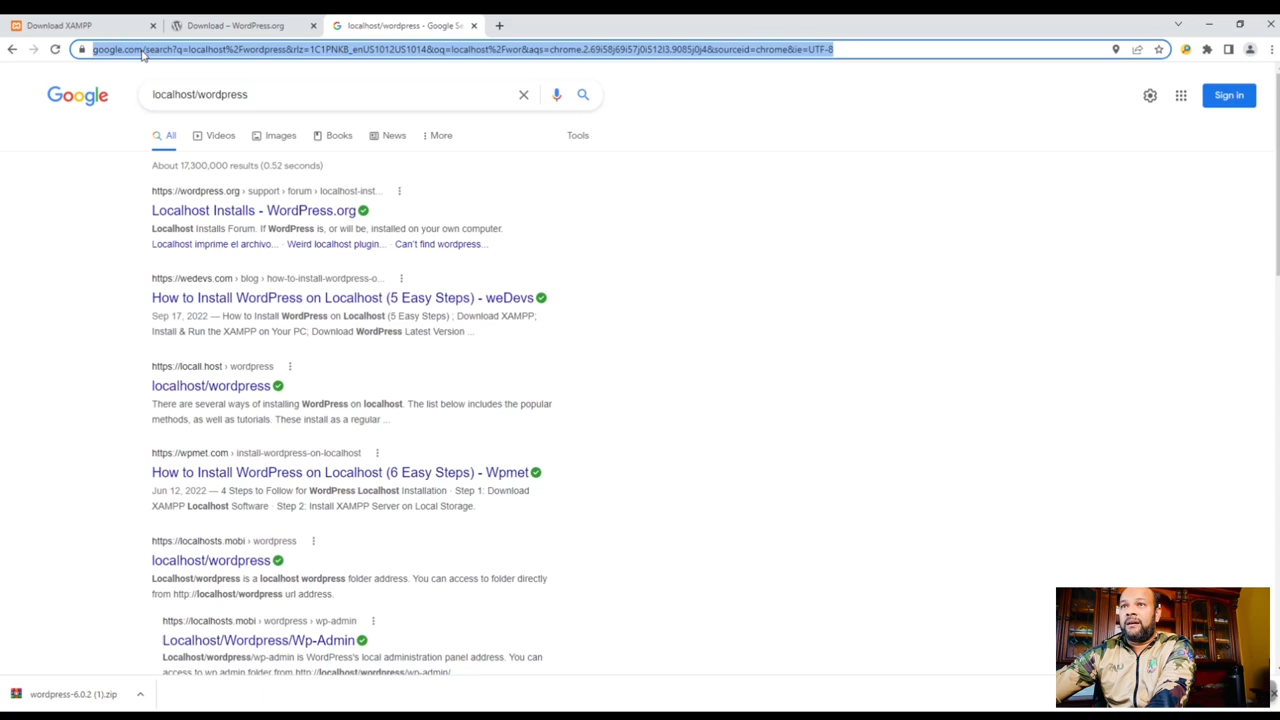 Download XAMPP
Download – WordPress.org
localhost/wordpress - Google Se
google.com/search?q=localhost%2Fwordpress&rlz=1C1PNKB_enUS1012US1014&oq=localhost%2Fwor&aqs=chrome.2.69i58j69i57j0i512l3.9085j0j4&sourceid=chrome&ie=UTF-8
Google
localhost/wordpress
Sign in
All
Videos
Images
Books
News
More
Tools
About 17,300,000 results (0.52 seconds)
https://wordpress.org › support › forum › localhost-inst...
Localhost Installs - WordPress.org
Localhost Installs Forum. If WordPress is, or will be, installed on your own computer.
Localhost imprime el archivo... · Weird localhost plugin... · Can't find wordpress...
https://wedevs.com › blog › how-to-install-wordpress-o...
How to Install WordPress on Localhost (5 Easy Steps) - weDevs
Sep 17, 2022 — How to Install WordPress on Localhost (5 Easy Steps) ; Download XAMPP;
Install & Run the XAMPP on Your PC; Download WordPress Latest Version ...
https://locall.host › wordpress
localhost/wordpress
There are several ways of installing WordPress on localhost. The list below includes the popular
methods, as well as tutorials. These install as a regular ...
https://wpmet.com › install-wordpress-on-localhost
How to Install WordPress on Localhost (6 Easy Steps) - Wpmet
Jun 12, 2022 — 4 Steps to Follow for WordPress Localhost Installation · Step 1: Download
XAMPP Localhost Software · Step 2: Install XAMPP Server on Local Storage.
https://localhosts.mobi › wordpress
localhost/wordpress
Localhost/wordpress is a localhost wordpress folder address. You can access to folder directly
from http://localhost/wordpress url address.
https://localhosts.mobi › wordpress › wp-admin
Localhost/Wordpress/Wp-Admin
Localhost/wordpress/wp-admin is WordPress's local administration panel address. You can
access to wp admin folder from http://localhost/wordpress/wp-admin/
wordpress-6.0.2 (1).zip